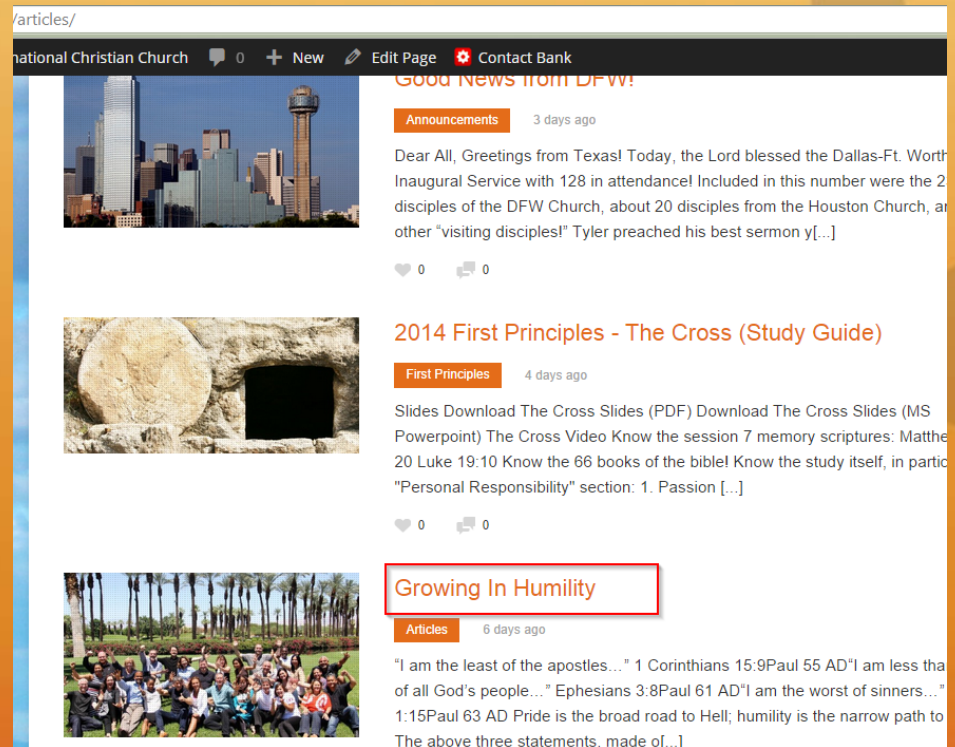 /articles/
national Christian Church 0 New Edit Page Contact Bank
Good News from DFW!
Announcements 3 days ago
Dear All, Greetings from Texas! Today, the Lord blessed the Dallas-Ft. Worth
Inaugural Service with 128 in attendance! Included in this number were the 2
disciples of the DFW Church, about 20 disciples from the Houston Church, an
other “visiting disciples!” Tyler preached his best sermon y[...]
0 0
2014 First Principles - The Cross (Study Guide)
First Principles 4 days ago
Slides Download The Cross Slides (PDF) Download The Cross Slides (MS
Powerpoint) The Cross Video Know the session 7 memory scriptures: Matthe
20 Luke 19:10 Know the 66 books of the bible! Know the study itself, in partic
"Personal Responsibility" section: 1. Passion [...]
0 0
Growing In Humility
Articles 6 days ago
“I am the least of the apostles…” 1 Corinthians 15:9Paul 55 AD“I am less tha
of all God’s people…” Ephesians 3:8Paul 61 AD“I am the worst of sinners…”
1:15Paul 63 AD Pride is the broad road to Hell; humility is the narrow path to
The above three statements, made o[...]